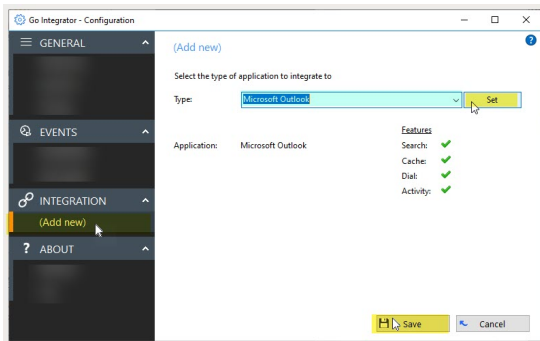 Go Integrator - Configuration
GENERAL
EVENTS
INTEGRATION
(Add new)
? ABOUT
(Add new)
?
Select the type of application to integrate to
Type: Microsoft Outlook Set
Features
Application: Microsoft Outlook Search:
Cache:
Dial:
Activity:
Save Cancel